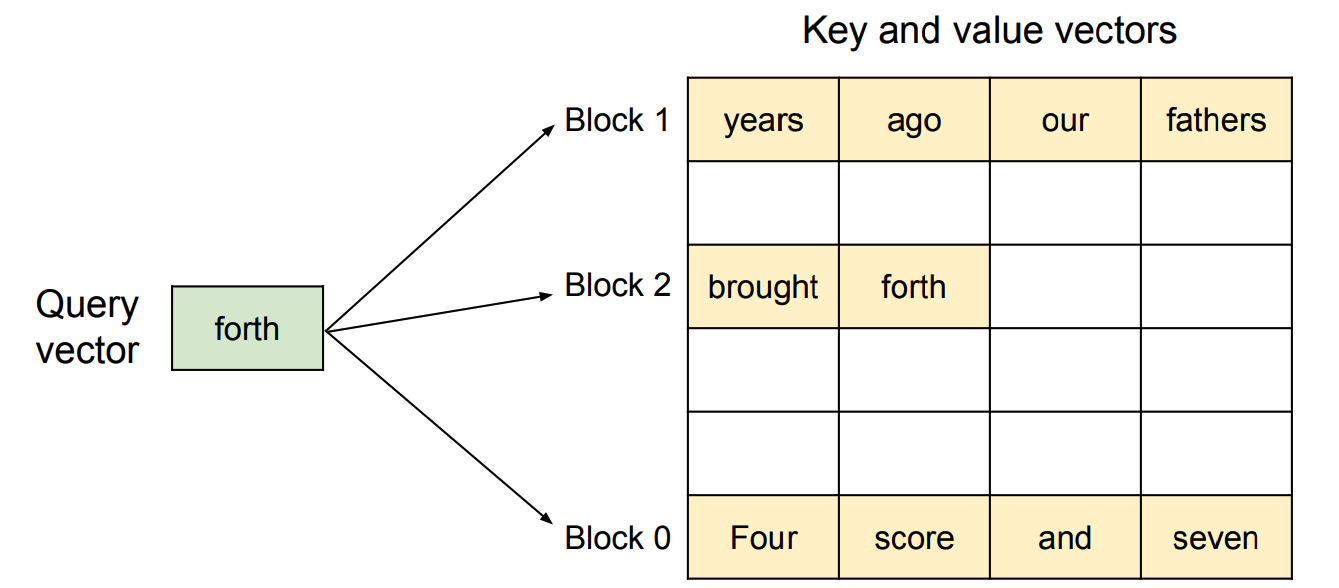 Key and value vectors
Block 1 years ago our fathers
Query
vector
forth
Block 2 brought forth
Block 0 Four score and seven